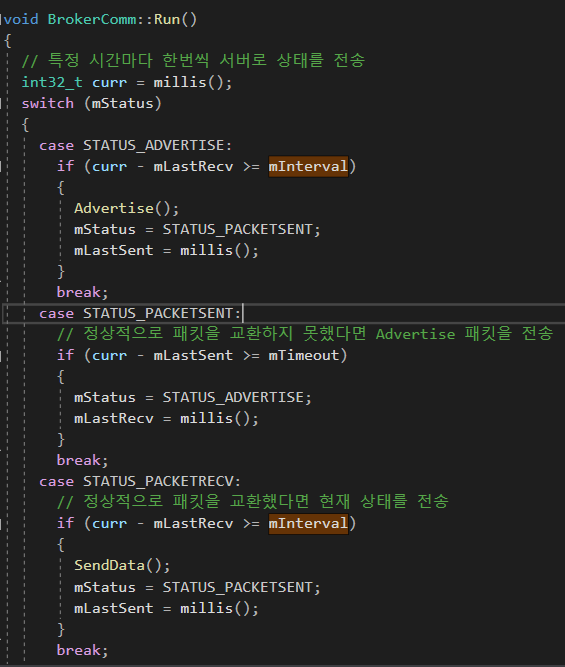 void BrokerComm::Run()
{
// 특정 시간마다 한번씩 서버로 상태를 전송
int32_t curr = millis();
switch (mStatus)
{
case STATUS_ADVERTISE:
if (curr - mLastRecv >= mInterval)
{
Advertise();
mStatus = STATUS_PACKETSENT;
mLastSent = millis();
}
break;
case STATUS_PACKETSENT:
// 정상적으로 패킷을 교환하지 못했다면 Advertise 패킷을 전송
if (curr - mLastSent >= mTimeout)
{
mStatus = STATUS_ADVERTISE;
mLastRecv = millis();
}
break;
case STATUS_PACKETRECV:
// 정상적으로 패킷을 교환했다면 현재 상태를 전송
if (curr - mLastRecv >= mInterval)
{
SendData();
mStatus = STATUS_PACKETSENT;
mLastSent = millis();
}
break;